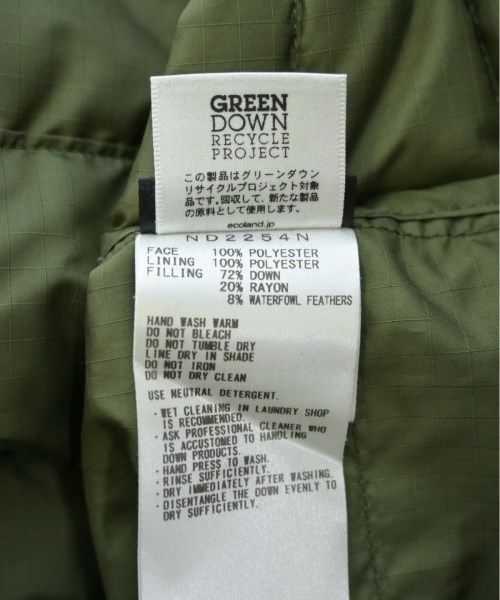 GREEN
DOWN
RECYCLE
PROJECT
この製品はグリーンダウン
リサイクルプロジェクト対象
品です。回収して、新たな製品
の原料として使用します。
ecoland.jp
ND2254N
FACE 100% POLYESTER
LINING 100% POLYESTER
FILLING 72% DOWN
20% RAYON
8% WATERFOWL FEATHERS
HAND WASH WARM
DO NOT BLEACH
DO NOT TUMBLE DRY
LINE DRY IN SHADE
DO NOT IRON
DO NOT DRY CLEAN
USE NEUTRAL DETERGENT.
・WET CLEANING IN LAUNDRY SHOP
IS RECOMMENDED.
・ASK PROFESSIONAL CLEANER WHO
IS ACCUSTOMED TO HANDLING
DOWN PRODUCTS.
・HAND PRESS TO WASH.
・RINSE SUFFICIENTLY.
・DRY IMMEDIATELY AFTER WASHING.
・DISENTANGLE THE DOWN EVENLY TO
DRY SUFFICIENTLY.